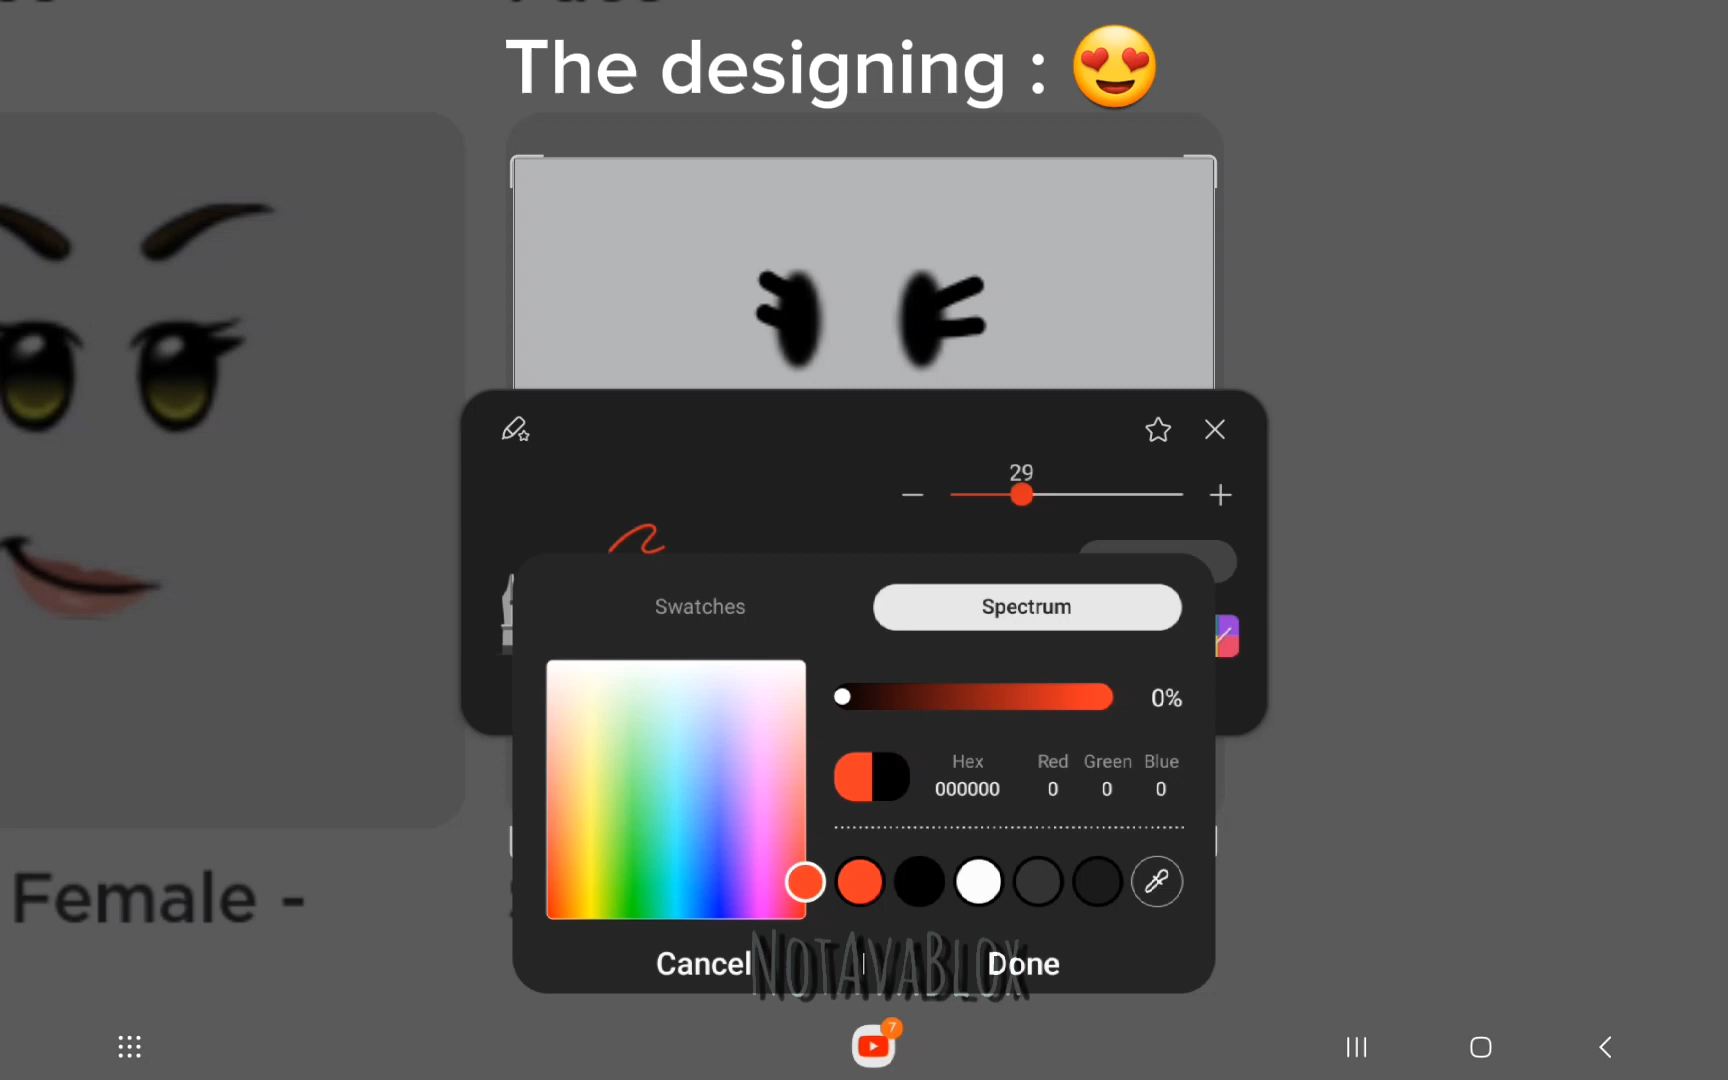 The designing : 😍
29
Swatches
Spectrum
0%
Hex Red Green Blue
000000 0 0 0
Female -
Cancel
Done
NotAvaBlox
7